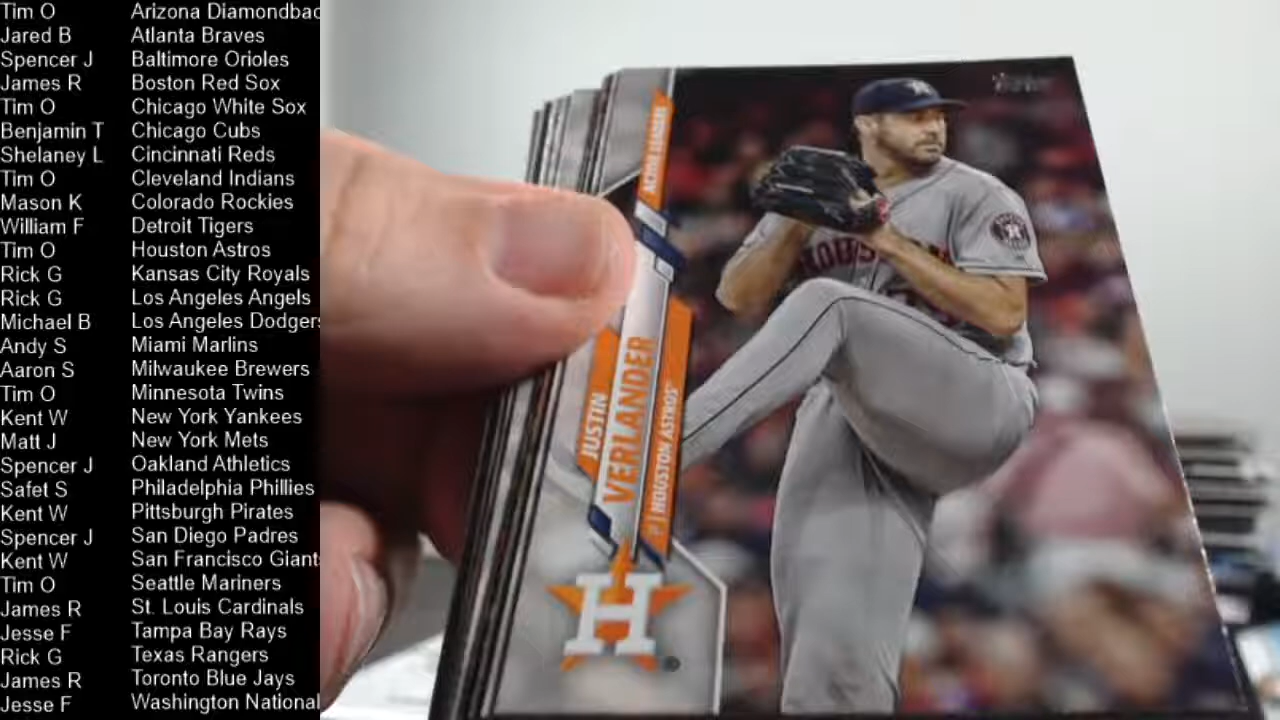 Tim O Arizona Diamondbac
Jared B Atlanta Braves
Spencer J Baltimore Orioles
James R Boston Red Sox
Tim O Chicago White Sox
Benjamin T Chicago Cubs
Shelaney L Cincinnati Reds
Tim O Cleveland Indians
Mason K Colorado Rockies
William F Detroit Tigers
Tim O Houston Astros
Rick G Kansas City Royals
Rick G Los Angeles Angels
Michael B Los Angeles Dodgers
Andy S Miami Marlins
Aaron S Milwaukee Brewers
Tim O Minnesota Twins
Kent W New York Yankees
Matt J New York Mets
Spencer J Oakland Athletics
Safet S Philadelphia Phillies
Kent W Pittsburgh Pirates
Spencer J San Diego Padres
Kent W San Francisco Giants
Tim O Seattle Mariners
James R St. Louis Cardinals
Jesse F Tampa Bay Rays
Rick G Texas Rangers
James R Toronto Blue Jays
Jesse F Washington National
JUSTIN
VERLANDER
P | HOUSTON ASTROS
H
HOUS